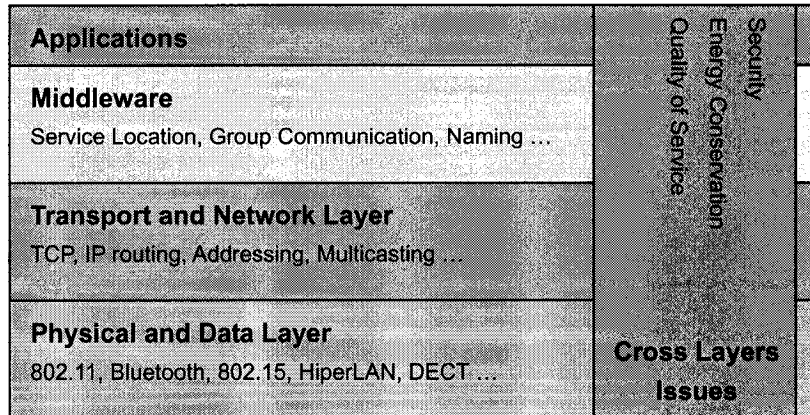 Applications
Middleware
Service Location, Group Communication, Naming ...
Transport and Network Layer
TCP, IP routing, Addressing, Multicasting ...
Physical and Data Layer
802.11, Bluetooth, 802.15, HiperLAN, DECT ...
Security
Energy Conservation
Quality of Service
Cross Layers
Issues